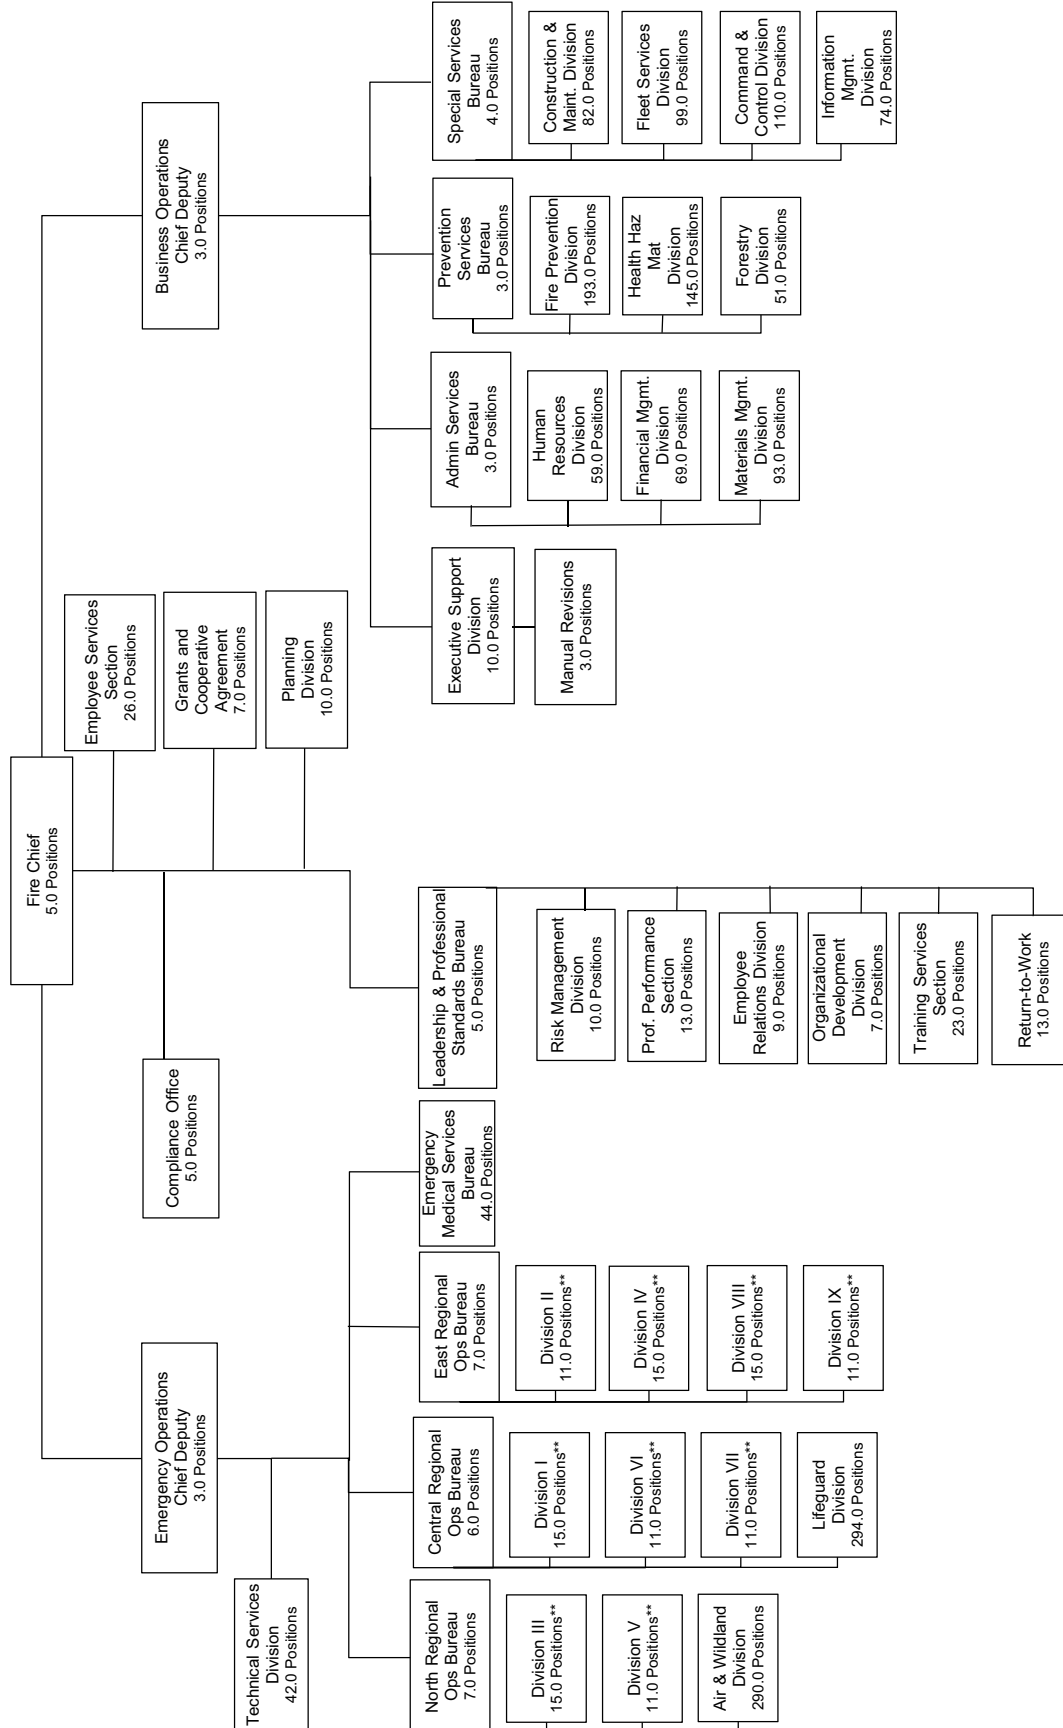 Fire Chief
5.0 Positions
Employee Services
Section
26.0 Positions
Grants and
Cooperative
Agreement
7.0 Positions
Planning
Division
10.0 Positions
Compliance Office
5.0 Positions
Emergency Operations
Chief Deputy
3.0 Positions
Business Operations
Chief Deputy
3.0 Positions
Technical Services
Division
42.0 Positions
North Regional
Ops Bureau
7.0 Positions
Division III
15.0 Positions**
Division V
11.0 Positions**
Air & Wildland
Division
290.0 Positions
Central Regional
Ops Bureau
6.0 Positions
Division I
15.0 Positions**
Division VI
11.0 Positions**
Division VII
11.0 Positions**
Lifeguard
Division
294.0 Positions
East Regional
Ops Bureau
7.0 Positions
Division II
11.0 Positions**
Division IV
15.0 Positions**
Division VIII
15.0 Positions**
Division IX
11.0 Positions**
Emergency
Medical Services
Bureau
44.0 Positions
Leadership & Professional
Standards Bureau
5.0 Positions
Risk Management
Division
10.0 Positions
Prof. Performance
Section
13.0 Positions
Employee
Relations Division
9.0 Positions
Organizational
Development
Division
7.0 Positions
Training Services
Section
23.0 Positions
Return-to-Work
13.0 Positions
Executive Support
Division
10.0 Positions
Manual Revisions
3.0 Positions
Admin Services
Bureau
3.0 Positions
Human
Resources
Division
59.0 Positions
Financial Mgmt.
Division
69.0 Positions
Materials Mgmt.
Division
93.0 Positions
Prevention
Services
Bureau
3.0 Positions
Fire Prevention
Division
193.0 Positions
Health Haz
Mat
Division
145.0 Positions
Forestry
Division
51.0 Positions
Special Services
Bureau
4.0 Positions
Construction &
Maint. Division
82.0 Positions
Fleet Services
Division
99.0 Positions
Command &
Control Division
110.0 Positions
Information
Mgmt.
Division
74.0 Positions